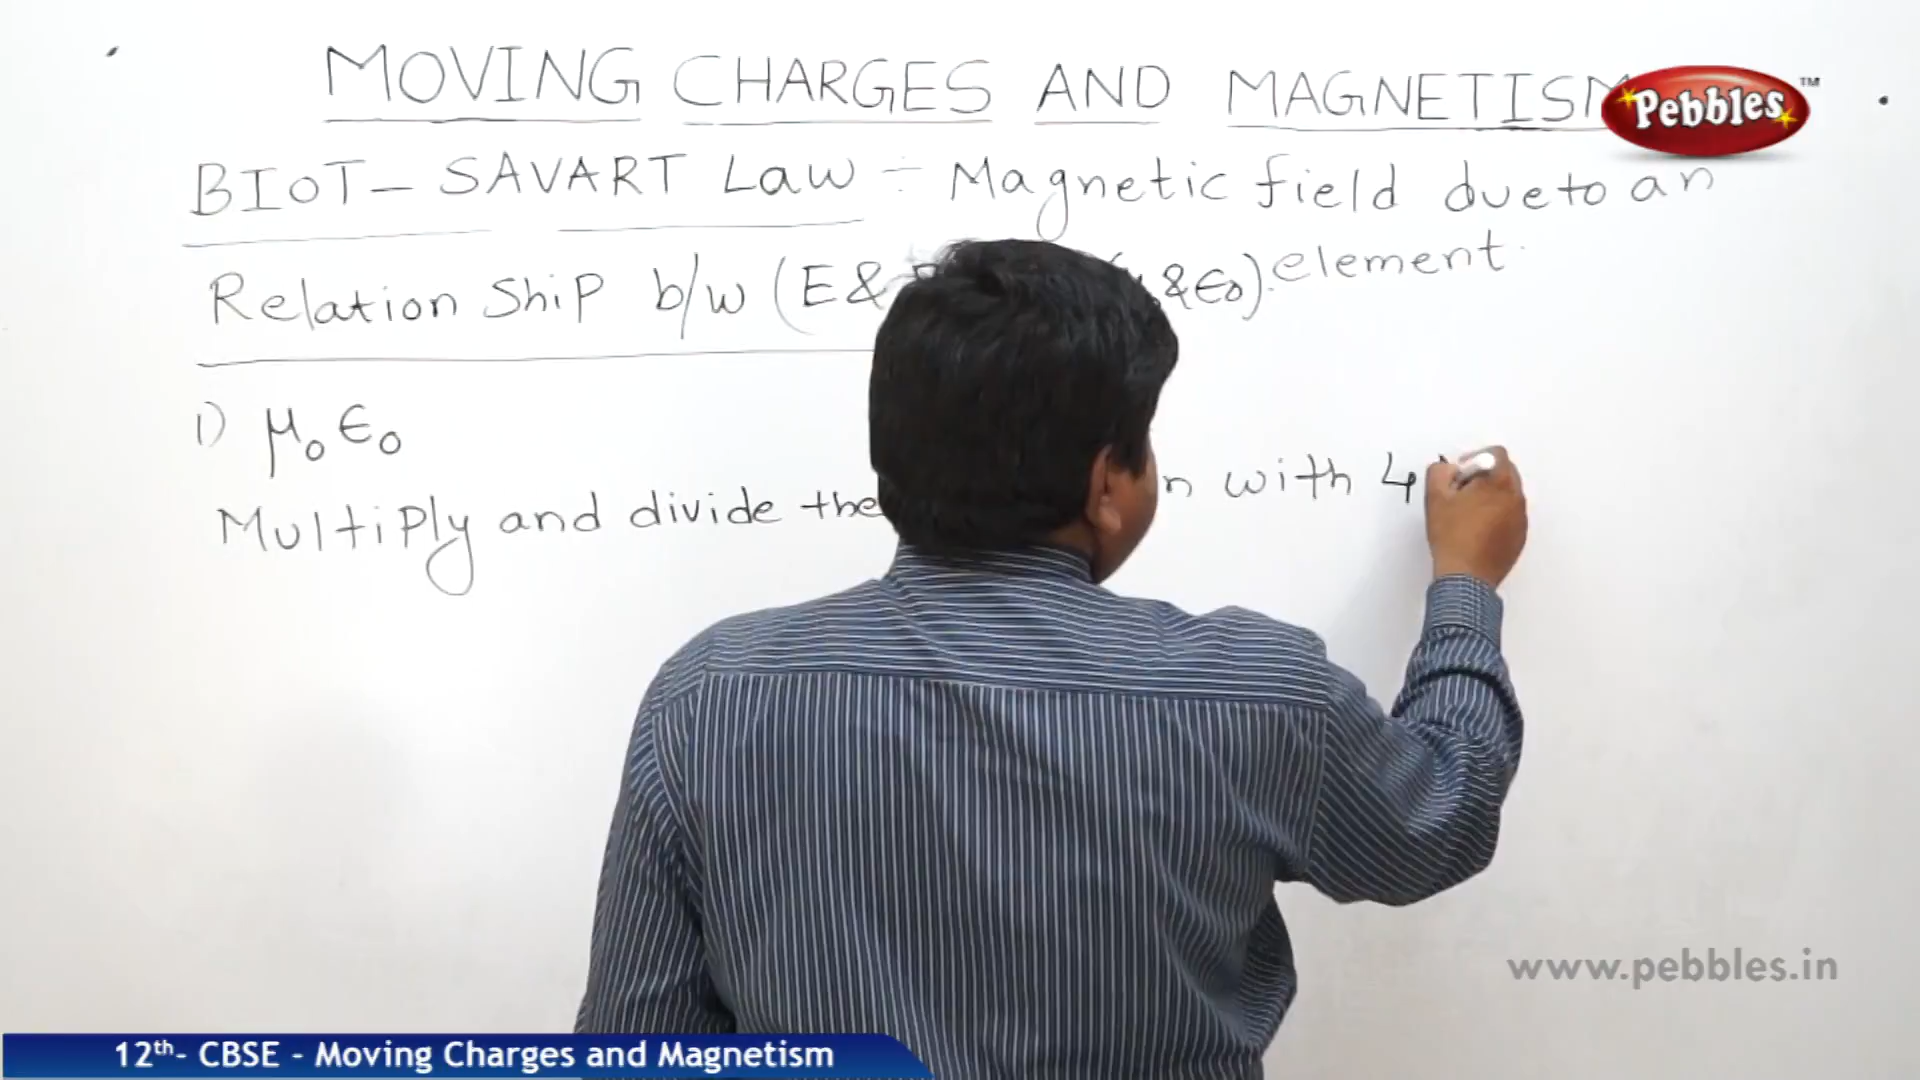 MOVING CHARGES AND MAGNETISM
Pebbles™
BIOT - SAVART Law ÷ Magnetic field due to an
element.
Relation Ship b/w (E & &ϵ0).
1) μ0ϵ0
Multiply and divide the with 4
www.pebbles.in
12th- CBSE - Moving Charges and Magnetism